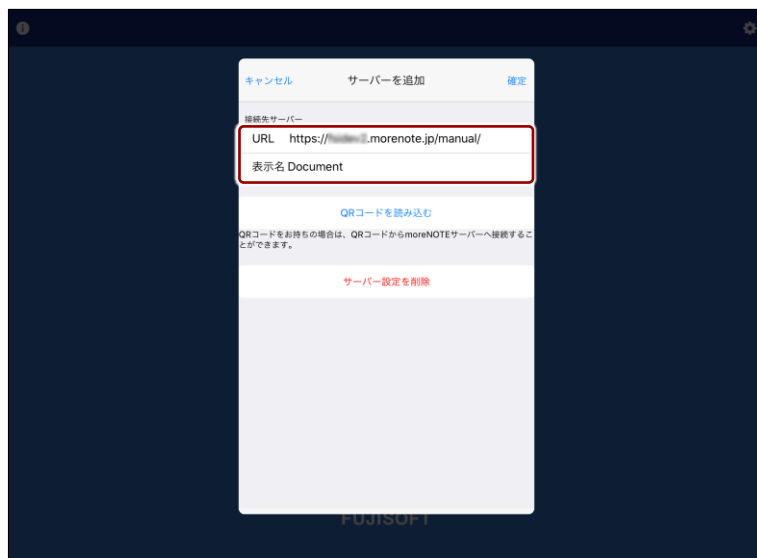 キャンセル サーバーを追加 確定
接続先サーバー
URL https:// .morenote.jp/manual/
表示名 Document
QRコードを読み込む
QRコードをお持ちの場合は、QRコードからmoreNOTEサーバーへ接続するこ
とができます。
サーバー設定を削除
FUJISOFT